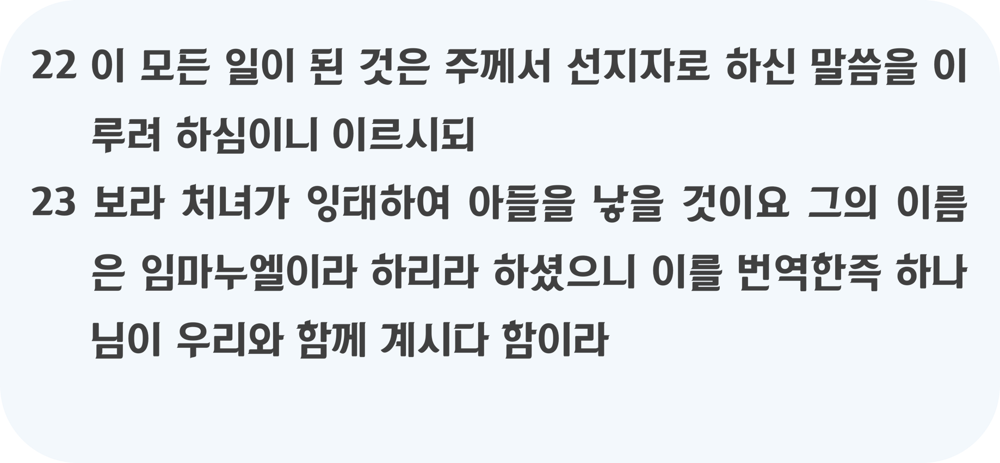 22 이 모든 일이 된 것은 주께서 선지자로 하신 말씀을 이
루려 하심이니 이르시되
23 보라 처녀가 잉태하여 아들을 낳을 것이요 그의 이름
은 임마누엘이라 하리라 하셨으니 이를 번역한즉 하나
님이 우리와 함께 계시다 함이라